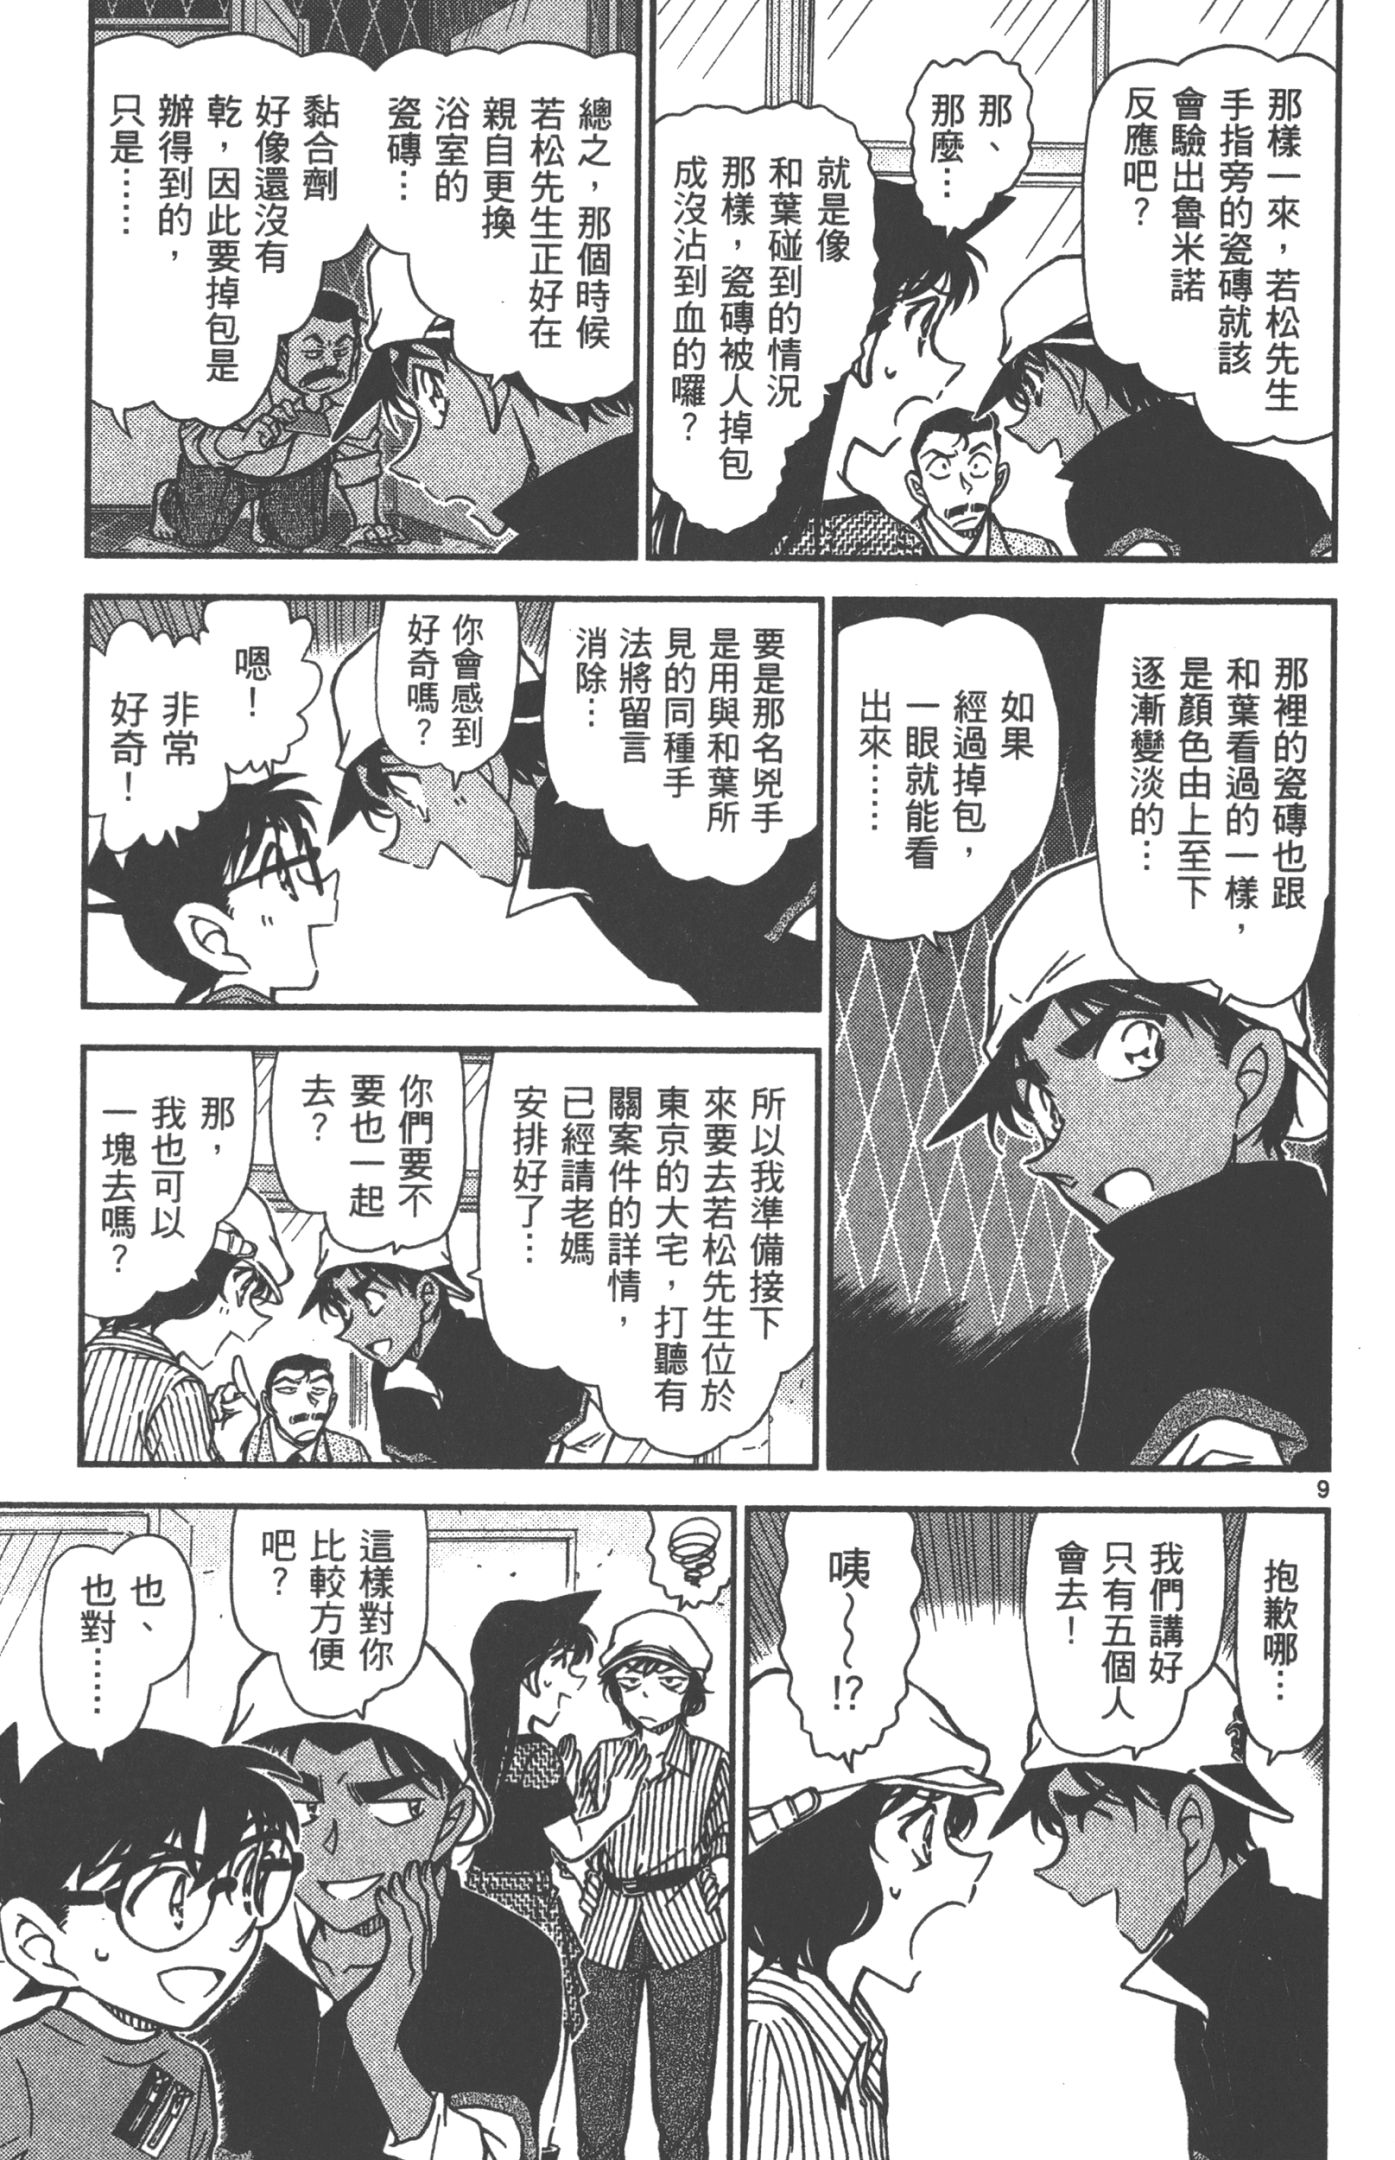 那樣一來，若松先生
手指旁的瓷磚就該
會驗出魯米諾
反應吧？
那、
那麼…
就是像
和葉碰到的情況
那樣，瓷磚被人掉包
成沒沾到血的囉？
總之，那個時候
若松先生正好在
親自更換
浴室的
瓷磚…
黏合劑
好像還沒有
乾，因此要掉包是
辦得到的，
只是……
那裡的瓷磚也跟
和葉看過的一樣，
是顏色由上至下
逐漸變淡的…
如果
經過掉包，
一眼就能看
出來……
要是那名兇手
是用與和葉所
見的同種手
法將留言
消除…
你會感到
好奇嗎？
嗯！
非常
好奇！
所以我準備接下
來要去若松先生位於
東京的大宅，打聽有
關案件的詳情，
已經請老媽
安排好了…
你們要不
要也一起
去？
那，
我也可以
一塊去嗎？
9
抱歉哪…
我們講好
只有五個人
會去！
咦～～!?
這樣對你
比較方便
吧？
也、
也對……